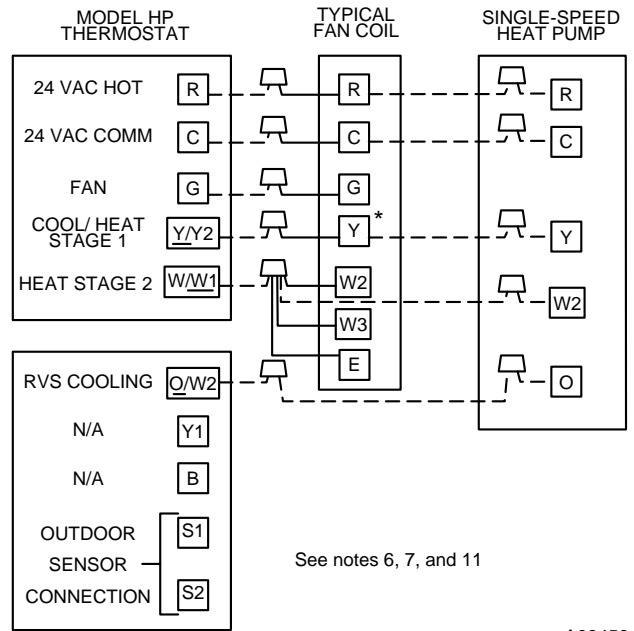 MODEL HP
THERMOSTAT
TYPICAL
FAN COIL
SINGLE-SPEED
HEAT PUMP
24 VAC HOT R R R
24 VAC COMM C C C
FAN G G
COOL/ HEAT
STAGE 1 Y/Y2 Y * Y
HEAT STAGE 2 W/W1 W2 W2
W3
E
RVS COOLING O/W2 O
N/A Y1
N/A B
OUTDOOR S1
SENSOR
CONNECTION S2
See notes 6, 7, and 11